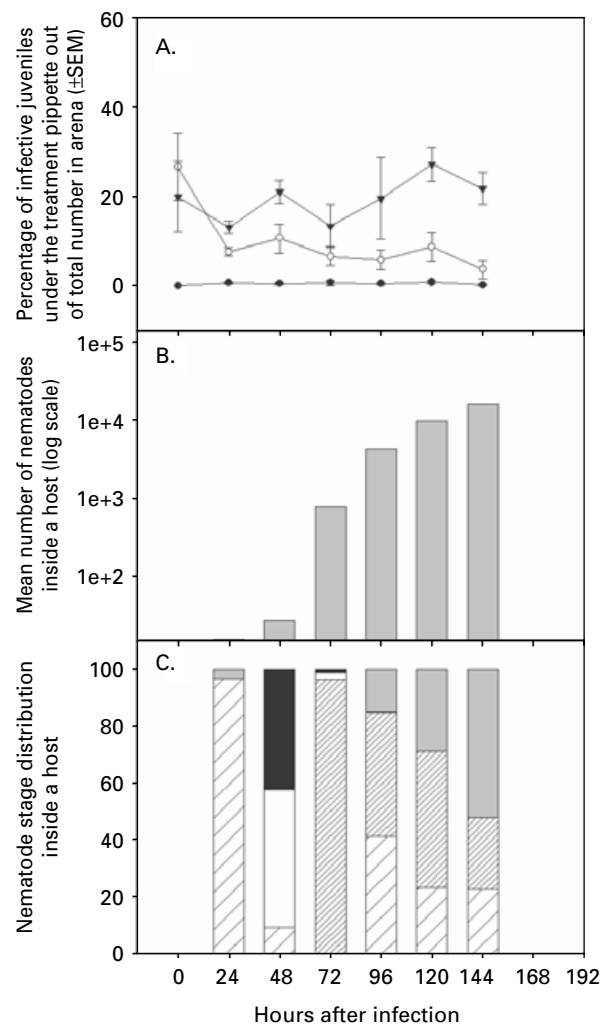 Percentage of infective juveniles
under the treatment pippette out
of total number in arena (±SEM)
A.
60
40
20
0
Mean number of nematodes
inside a host (log scale)
B.
1e+5
1e+4
1e+3
1e+2
Nematode stage distribution
inside a host
C.
100
80
60
40
20
0
0 24 48 72 96 120 144 168 192
Hours after infection